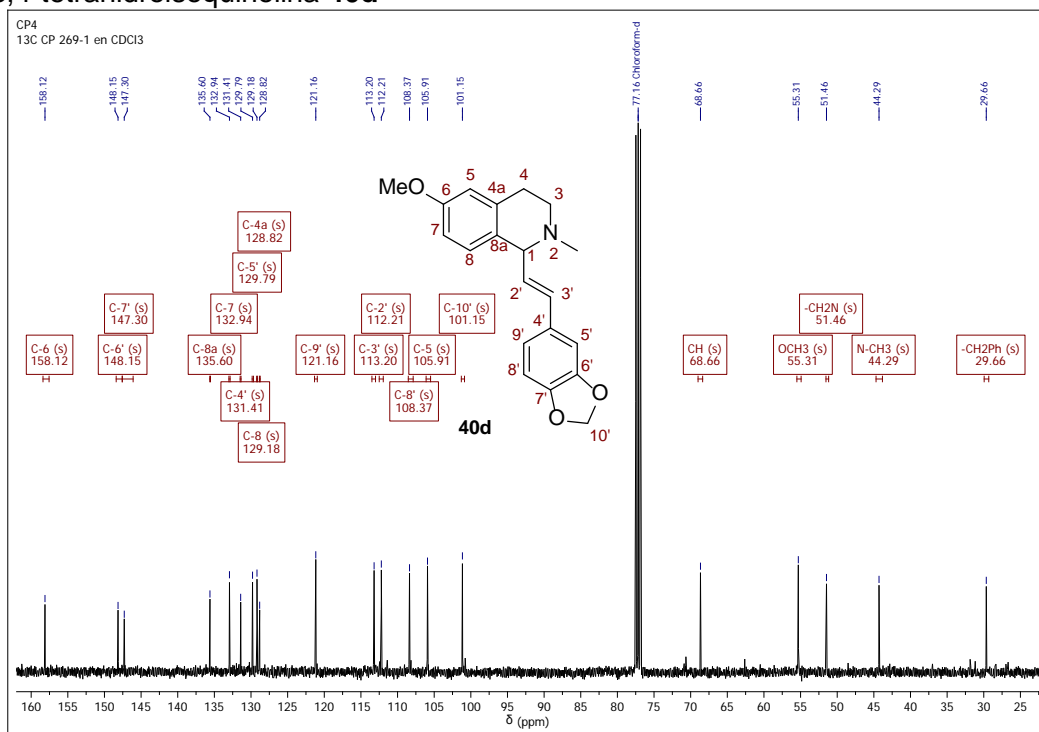 CP4
13C CP 269-1 en CDCl3
158.12
148.15
147.30
135.60
132.94
131.41
129.79
129.18
128.82
121.16
113.20
112.21
108.37
105.91
101.15
77.16 Chloroform-d
68.66
55.31
51.46
44.29
29.66
MeO
6
5
4a
4
3
N
2
7
8
8a
1
2'
3'
4'
5'
9'
8'
6'
7'
O
O
10'
40d
C-4a (s)
128.82
C-5' (s)
129.79
C-7' (s)
147.30
C-7 (s)
132.94
C-2' (s)
112.21
C-10' (s)
101.15
-CH2N (s)
51.46
C-6 (s)
158.12
C-6' (s)
148.15
C-8a (s)
135.60
C-9' (s)
121.16
C-3' (s)
113.20
C-5 (s)
105.91
CH (s)
68.66
OCH3 (s)
55.31
N-CH3 (s)
44.29
-CH2Ph (s)
29.66
C-4' (s)
131.41
C-8' (s)
108.37
C-8 (s)
129.18
160 155 150 145 140 135 130 125 120 115 110 105 100 95 90 85 80 75 70 65 60 55 50 45 40 35 30 25
δ (ppm)